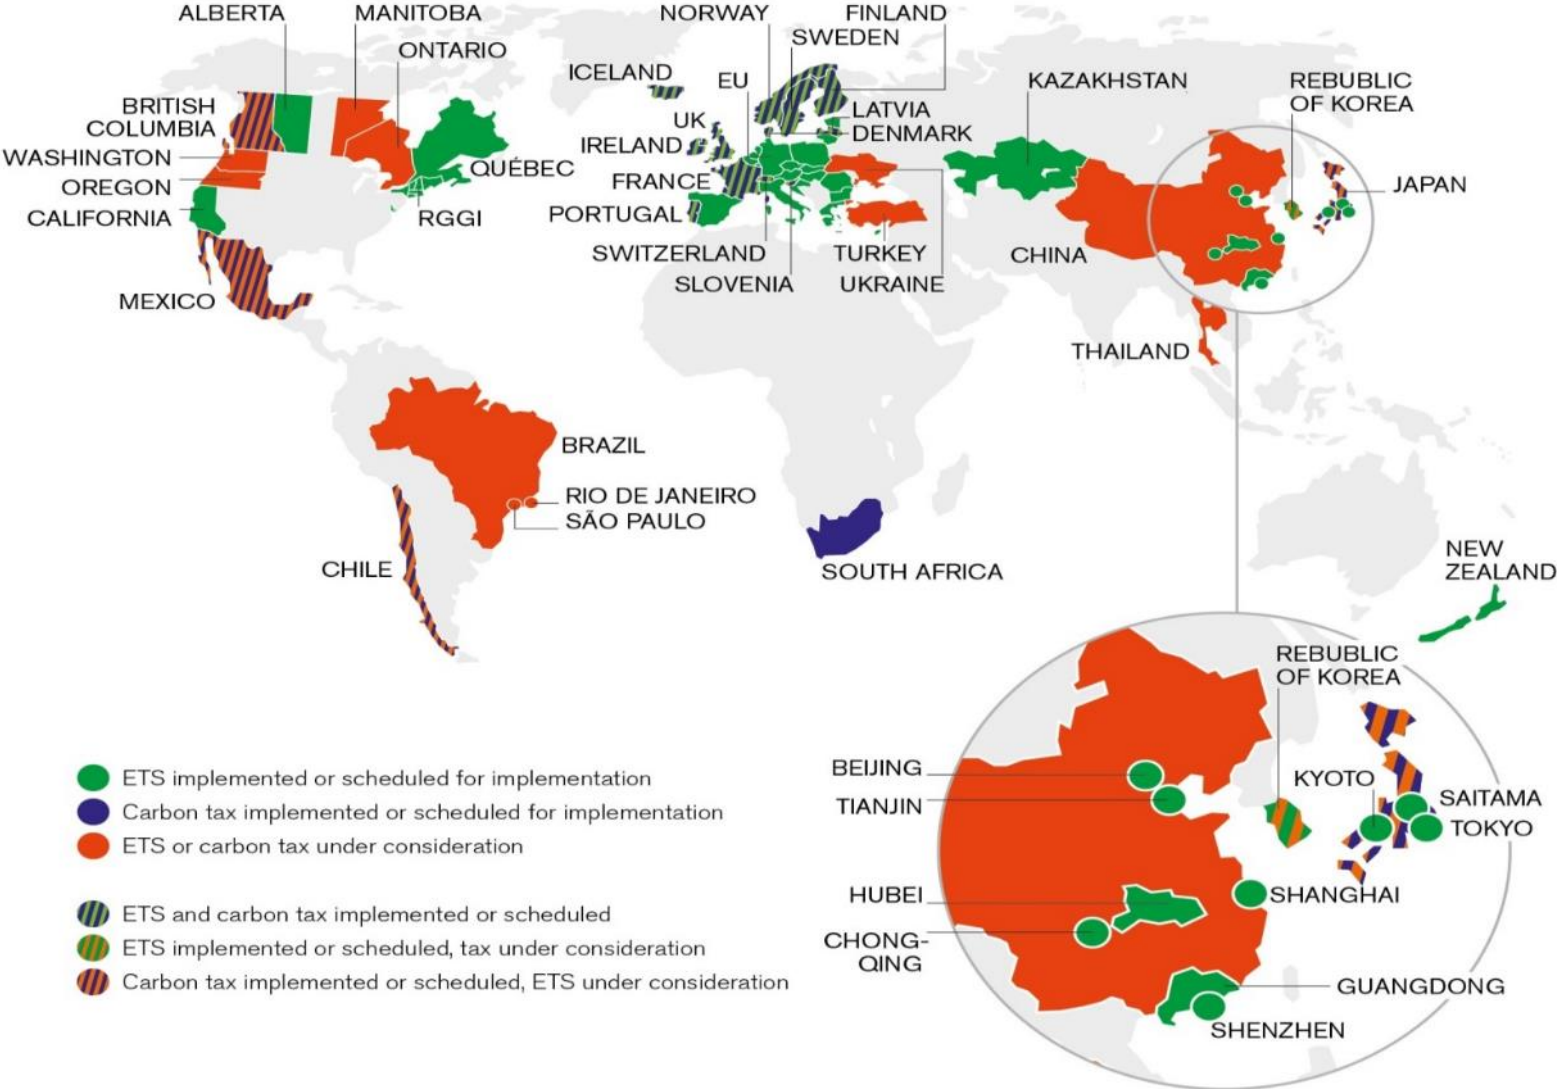 ALBERTA
MANITOBA
ONTARIO
BRITISH
COLUMBIA
WASHINGTON
OREGON
CALIFORNIA
QUÉBEC
RGGI
MEXICO
NORWAY
FINLAND
SWEDEN
ICELAND
EU
UK
LATVIA
DENMARK
IRELAND
FRANCE
PORTUGAL
SWITZERLAND
SLOVENIA
TURKEY
UKRAINE
KAZAKHSTAN
REBUBLIC
OF KOREA
JAPAN
CHINA
THAILAND
BRAZIL
RIO DE JANEIRO
SÃO PAULO
CHILE
SOUTH AFRICA
NEW
ZEALAND
REBUBLIC
OF KOREA
BEIJING
TIANJIN
KYOTO
SAITAMA
TOKYO
HUBEI
SHANGHAI
CHONG-
QING
GUANGDONG
SHENZHEN
ETS implemented or scheduled for implementation
Carbon tax implemented or scheduled for implementation
ETS or carbon tax under consideration
ETS and carbon tax implemented or scheduled
ETS implemented or scheduled, tax under consideration
Carbon tax implemented or scheduled, ETS under consideration